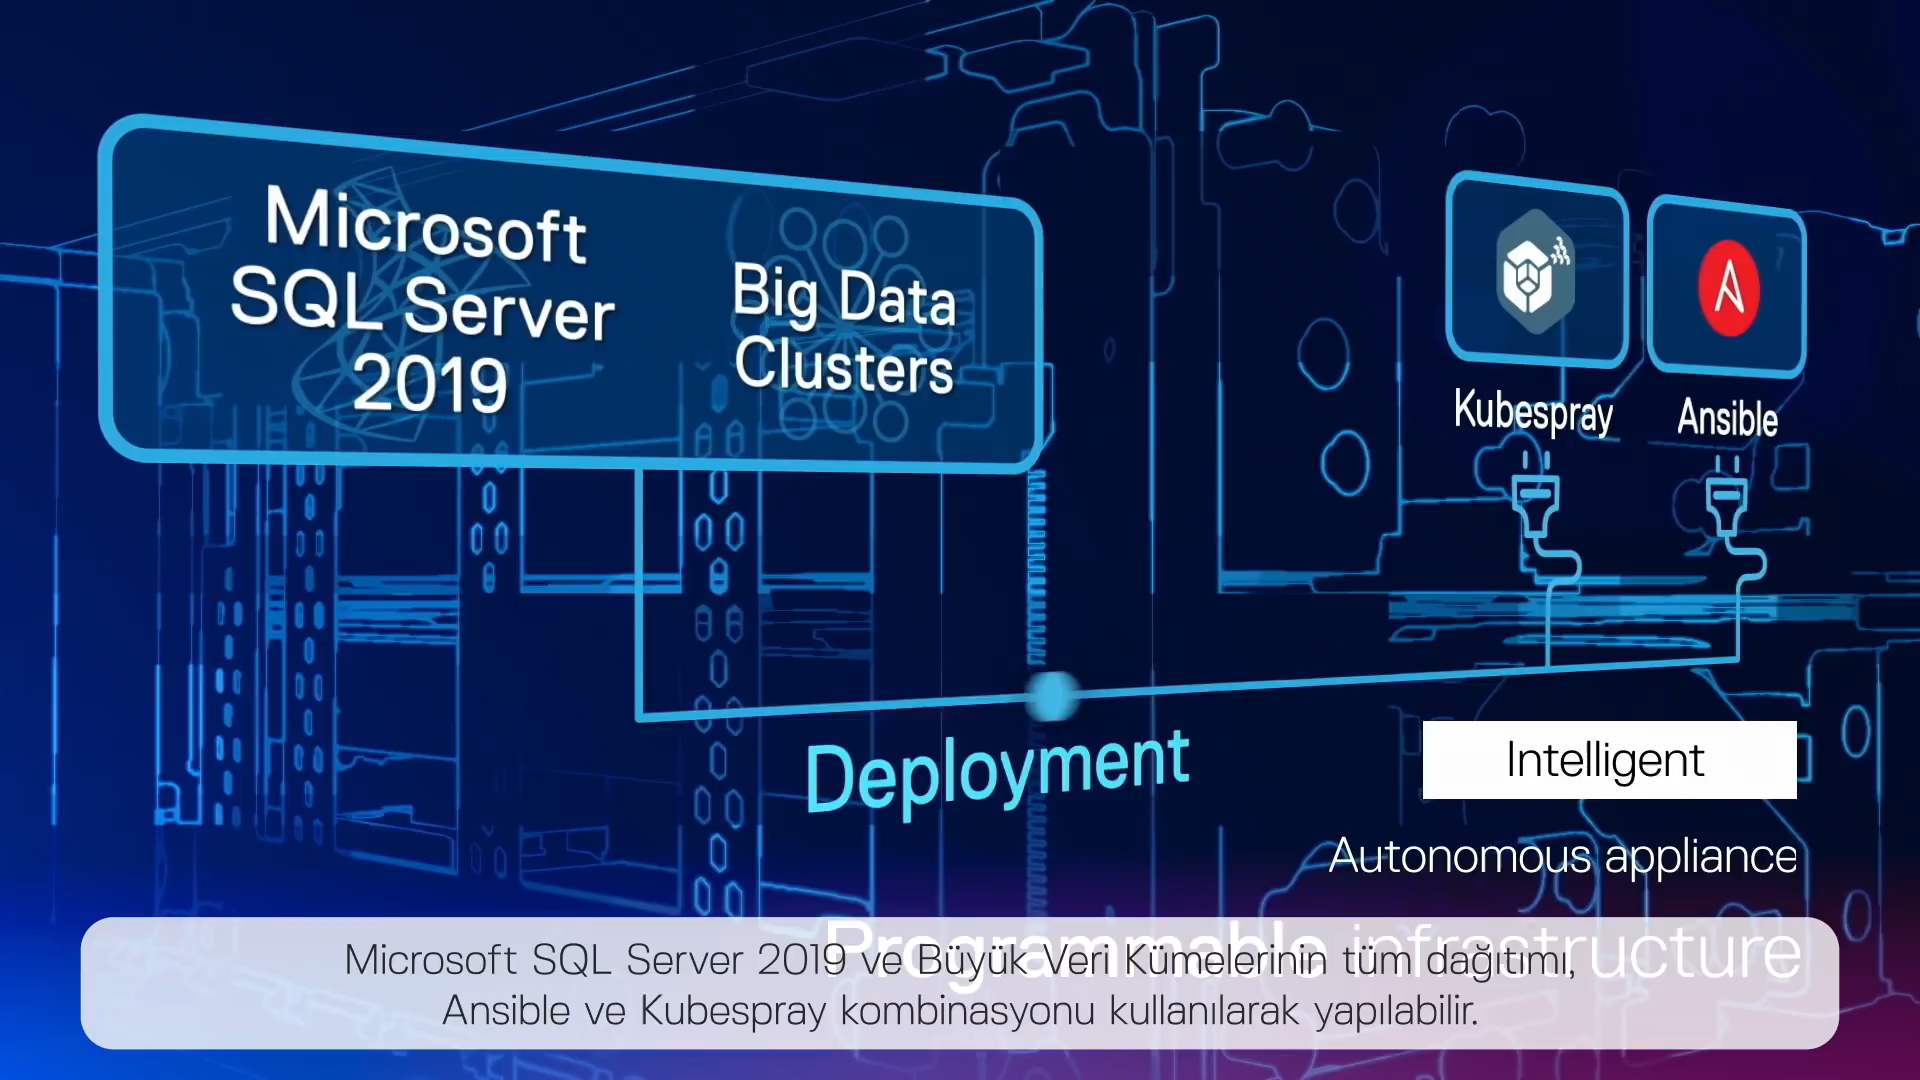 Microsoft
SQL Server
2019
Big Data
Clusters
Kubespray
Ansible
Deployment
Intelligent
Autonomous appliance
Programmable infrastructure
Microsoft SQL Server 2019 ve Büyük Veri Kümelerinin tüm dağıtımı,
Ansible ve Kubespray kombinasyonu kullanılarak yapılabilir.